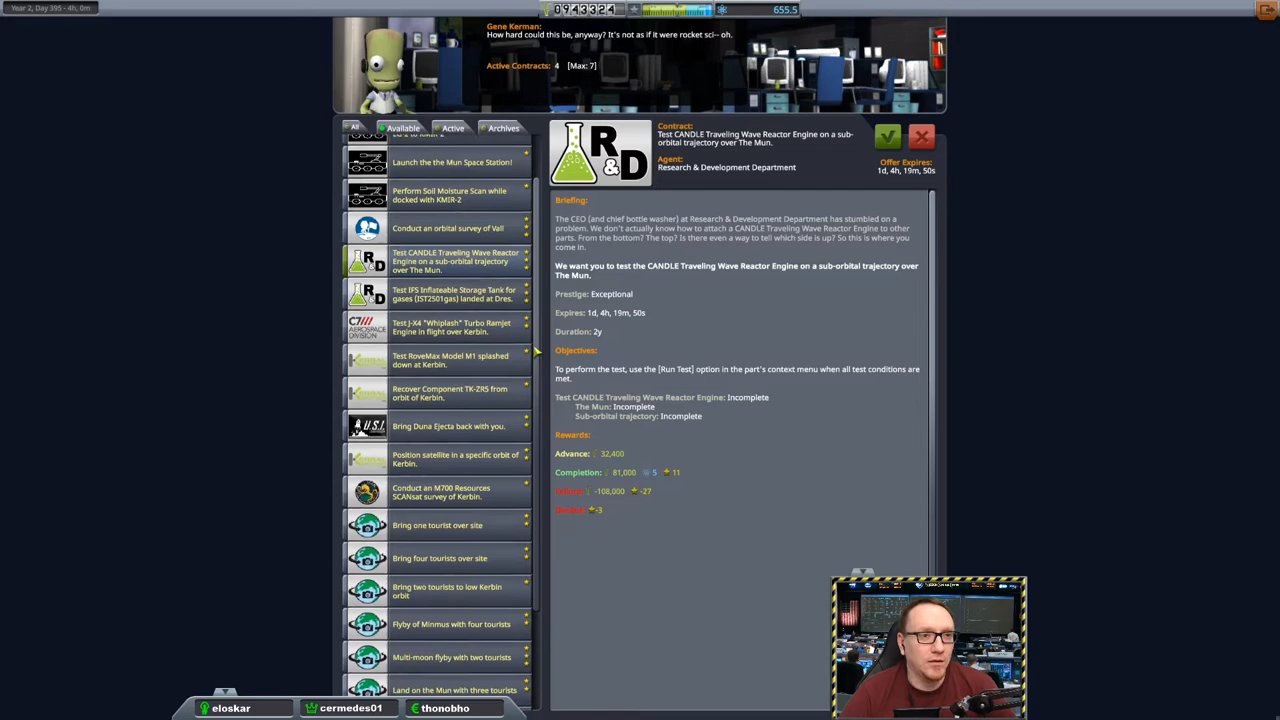 Year 2, Day 395 - 4h, 0m
0943324
655.5
Gene Kerman:
How hard could this be, anyway? It's not as if it were rocket sci-- oh.
Active Contracts: 4 [Max: 7]
All
Available
Active
Archives
Launch the the Mun Space Station!
Perform Soil Moisture Scan while
docked with KMIR-2
Conduct an orbital survey of Vall
Test CANDLE Traveling Wave Reactor
Engine on a sub-orbital trajectory
over The Mun.
Test IFS Inflateable Storage Tank for
gases (IST2501gas) landed at Dres.
C7///
AEROSPACE
DIVISION
Test J-X4 "Whiplash" Turbo Ramjet
Engine in flight over Kerbin.
Test RoveMax Model M1 splashed
down at Kerbin.
Recover Component TK-ZR5 from
orbit of Kerbin.
U.S.I.
Bring Duna Ejecta back with you.
Position satellite in a specific orbit of
Kerbin.
Conduct an M700 Resources
SCANsat survey of Kerbin.
Bring one tourist over site
Bring four tourists over site
Bring two tourists to low Kerbin
orbit
Flyby of Minmus with four tourists
Multi-moon flyby with two tourists
Land on the Mun with three tourists
R&D
Contract:
Test CANDLE Traveling Wave Reactor Engine on a sub-
orbital trajectory over The Mun.
Agent:
Research & Development Department
Offer Expires:
1d, 4h, 19m, 50s
Briefing:
The CEO (and chief bottle washer) at Research & Development Department has stumbled on a
problem. We don't actually know how to attach a CANDLE Traveling Wave Reactor Engine to other
parts. From the bottom? The top? Is there even a way to tell which side is up? So this is where you
come in.
We want you to test the CANDLE Traveling Wave Reactor Engine on a sub-orbital trajectory over
The Mun.
Prestige: Exceptional
Expires: 1d, 4h, 19m, 50s
Duration: 2y
Objectives:
To perform the test, use the [Run Test] option in the part's context menu when all test conditions are
met.
Test CANDLE Traveling Wave Reactor Engine: Incomplete
The Mun: Incomplete
Sub-orbital trajectory: Incomplete
Rewards:
Advance: 32,400
Completion: 81,000 5 11
-108,000 -27
-3
eloskar
cermedes01
thonobho